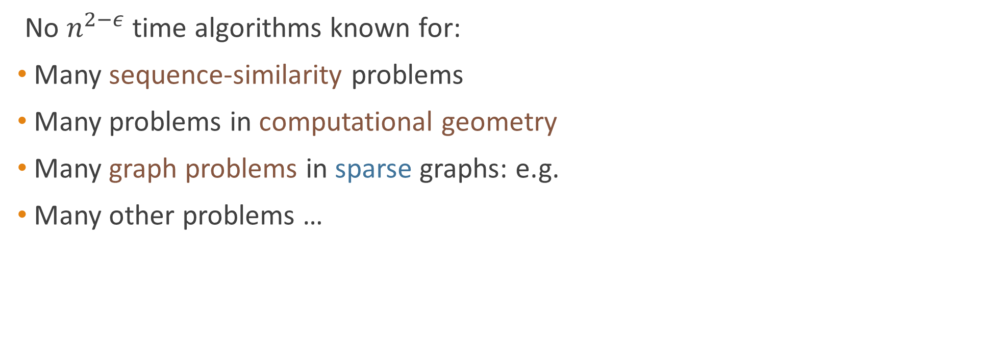 No $n^{2-\epsilon}$ time algorithms known for:
• Many sequence-similarity problems
• Many problems in computational geometry
• Many graph problems in sparse graphs: e.g.
• Many other problems …